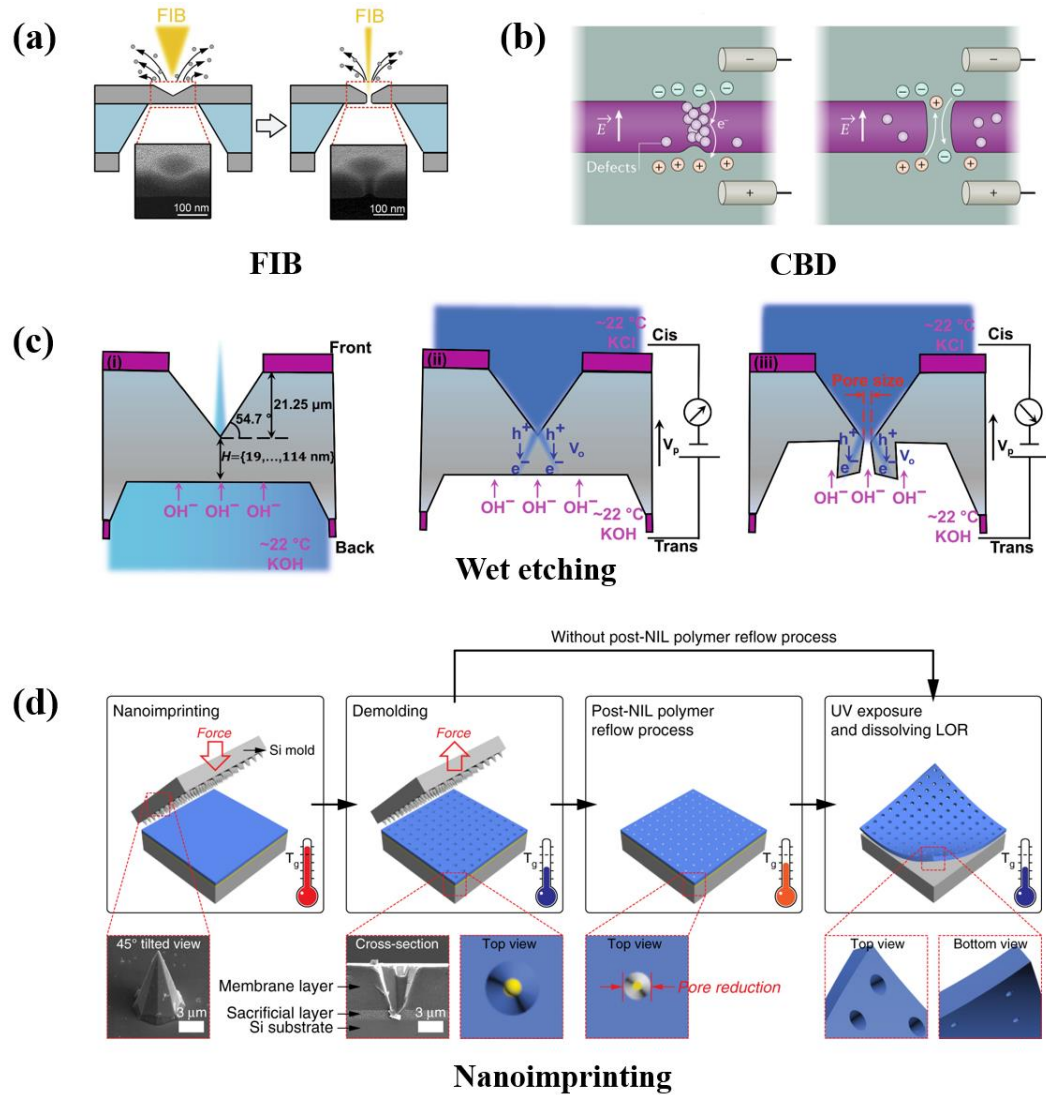 (a)
FIB
FIB
100 nm
100 nm
FIB
(b)
−
−
− − − −
− − + −
E
e⁻
E
Defects
+ + + +
+ + − +
+
+
CBD
(c)
(i)
Front
54.7 °
21.25 µm
H={19,...,114 nm}
OH⁻ OH⁻ OH⁻
~22 °C
KOH
Back
(ii)
~22 °C
KCl
Cis
h⁺ h⁺
Vₒ
e⁻ e⁻
Vₚ
OH⁻ OH⁻ OH⁻
~22 °C
KOH
Trans
(iii)
~22 °C
KCl
Cis
Pore size
h⁺ h⁺
Vₒ
e⁻ e⁻
Vₚ
OH⁻ OH⁻ OH⁻
~22 °C
KOH
Trans
Wet etching
Without post-NIL polymer reflow process
(d)
Nanoimprinting
Force
Si mold
T_g
45° tilted view
3 µm
Demolding
Force
T_g
Cross-section
Membrane layer
Sacrificial layer
Si substrate
3 µm
Top view
Post-NIL polymer
reflow process
T_g
Top view
Pore reduction
UV exposure
and dissolving LOR
T_g
Top view
Bottom view
Nanoimprinting